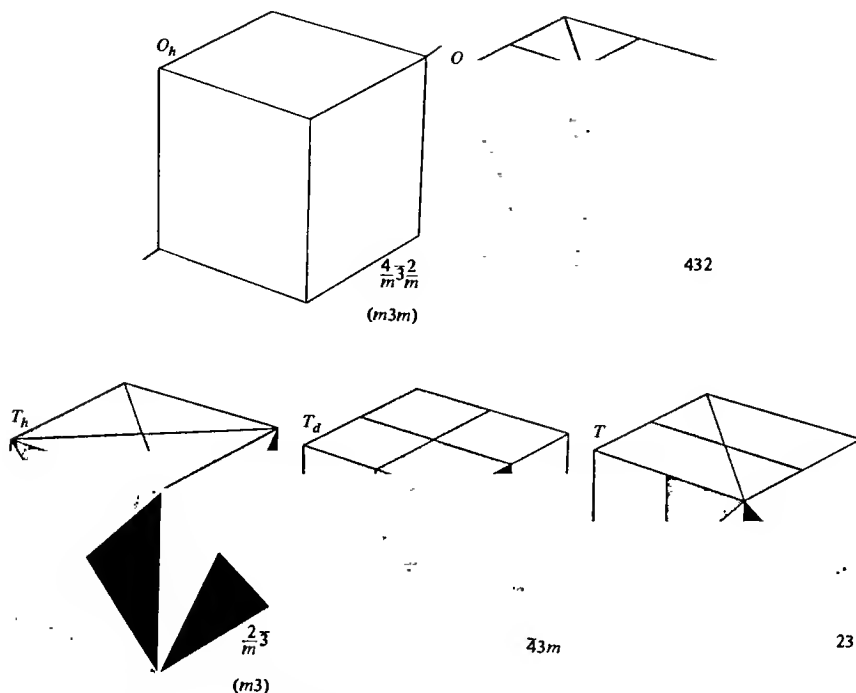 O_h
O
4/m 3̅ 2/m
432
(m3m)
T_h
T_d
T
2/m 3̅
4̅3m
23
(m3)